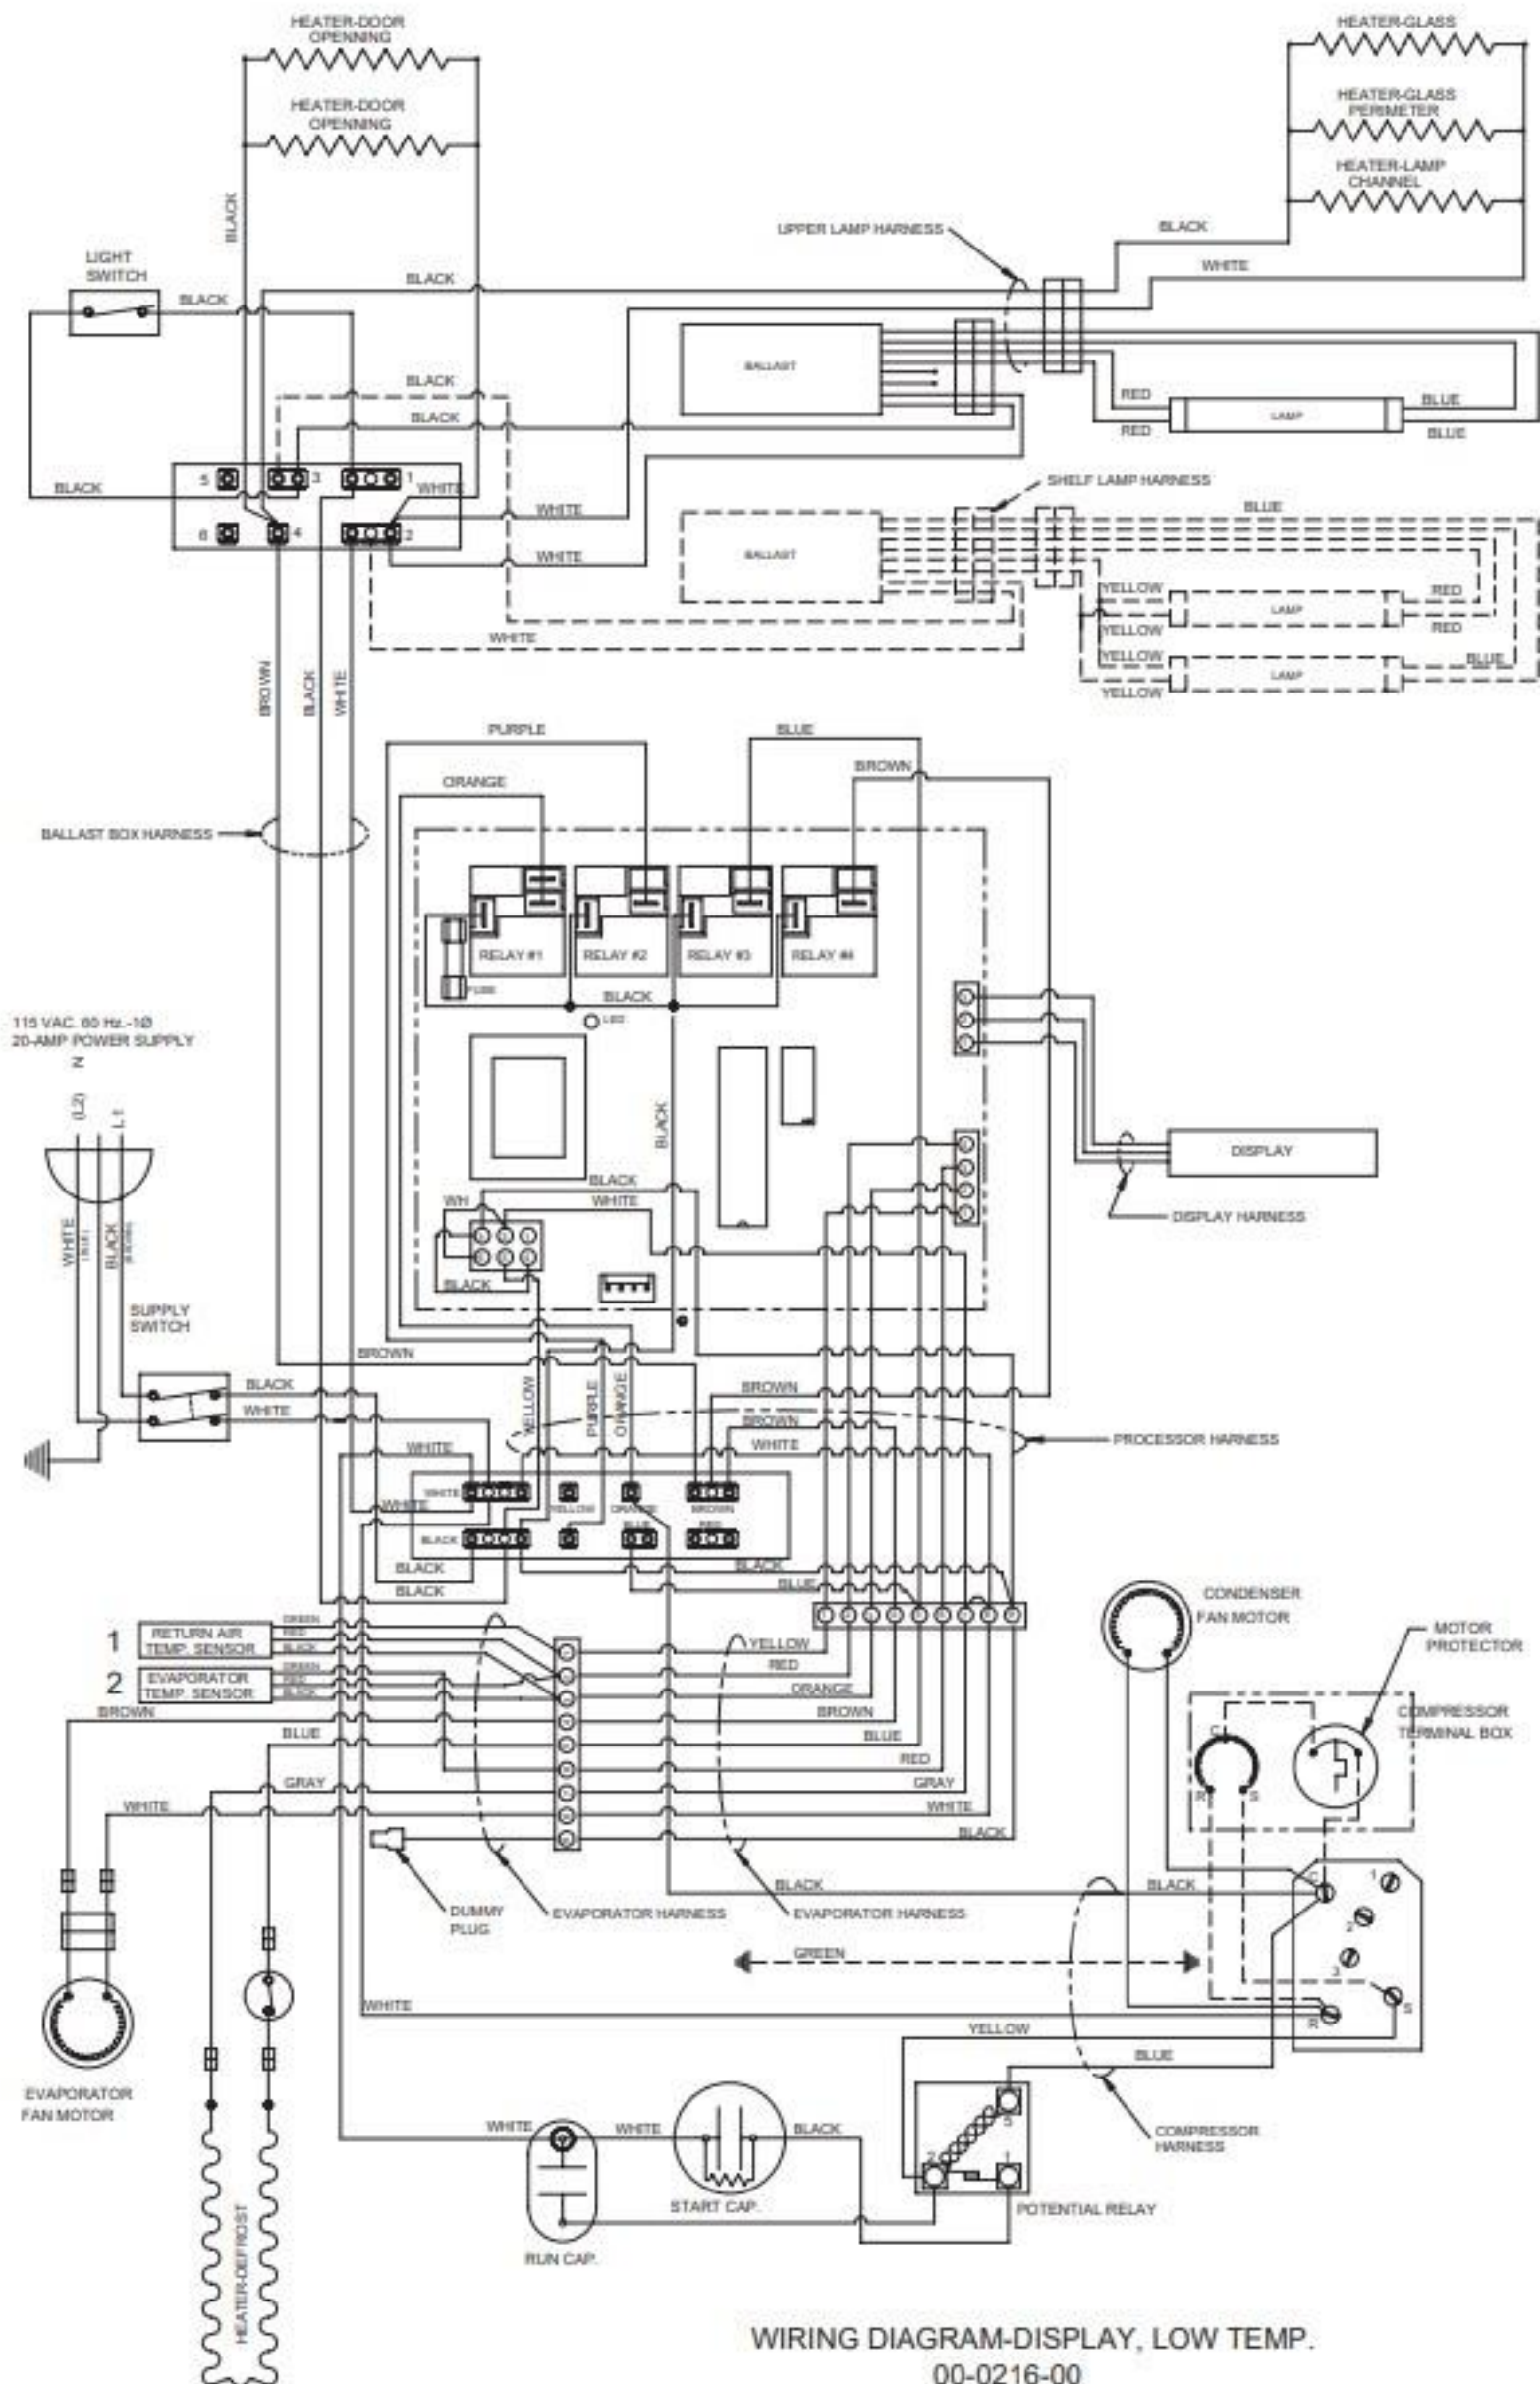 HEATER-DOOR
OPENNING
HEATER-DOOR
OPENNING
HEATER-GLASS
HEATER-GLASS
PERIMETER
HEATER-LAMP
CHANNEL
BLACK
UPPER LAMP HARNESS
BLACK
WHITE
LIGHT
SWITCH
BLACK
BLACK
BALLAST
BLACK
BLACK
RED
RED
LAMP
BLUE
BLUE
5
3
1
BLACK
WHITE
WHITE
6
4
2
WHITE
SHELF LAMP HARNESS
BLUE
BALLAST
YELLOW
YELLOW
LAMP
RED
RED
YELLOW
YELLOW
LAMP
BLUE
WHITE
BROWN
BLACK
WHITE
PURPLE
BLUE
ORANGE
BROWN
BALLAST BOX HARNESS
RELAY #1
RELAY #2
RELAY #3
RELAY #4
FUSE
BLACK
LED
115 VAC. 60 Hz.-1Ø
20-AMP POWER SUPPLY
N
(L2)
L1
BLACK
DISPLAY
DISPLAY HARNESS
WHITE
BLACK
BLACK
WH
WHITE
BLACK
SUPPLY
SWITCH
BROWN
BLACK
WHITE
YELLOW
PURPLE
ORANGE
BROWN
BROWN
WHITE
WHITE
PROCESSOR HARNESS
WHITE
WHITE
YELLOW
ORANGE
BROWN
BLACK
BLUE
RED
BLACK
BLACK
BLACK
BLUE
1
RETURN AIR
TEMP. SENSOR
GREEN
RED
BLACK
2
EVAPORATOR
TEMP. SENSOR
GREEN
RED
BLACK
BROWN
BLUE
GRAY
WHITE
YELLOW
RED
ORANGE
BROWN
BLUE
RED
GRAY
WHITE
BLACK
CONDENSER
FAN MOTOR
MOTOR
PROTECTOR
COMPRESSOR
TERMINAL BOX
C
R
S
DUMMY
PLUG
EVAPORATOR HARNESS
EVAPORATOR HARNESS
BLACK
BLACK
C
1
2
3
S
R
GREEN
WHITE
YELLOW
BLUE
EVAPORATOR
FAN MOTOR
WHITE
WHITE
BLACK
START CAP.
RUN CAP.
5
2
1
POTENTIAL RELAY
COMPRESSOR
HARNESS
HEATER-DEFROST
WIRING DIAGRAM-DISPLAY, LOW TEMP.
00-0216-00